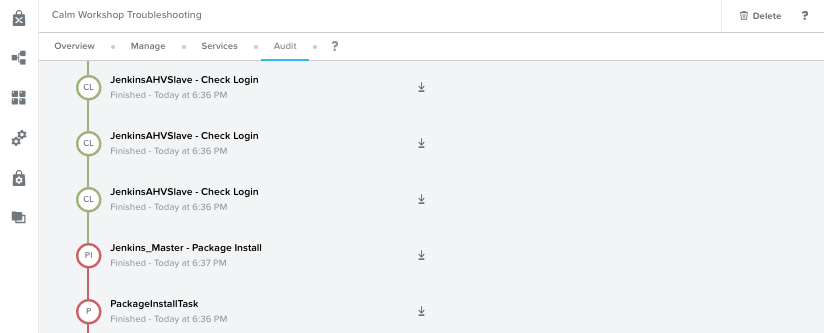 Calm Workshop Troubleshooting
Delete ?
Overview Manage Services Audit ?
JenkinsAHVSlave - Check Login
CL
Finished - Today at 6:36 PM
JenkinsAHVSlave - Check Login
CL
Finished - Today at 6:36 PM
JenkinsAHVSlave - Check Login
CL
Finished - Today at 6:36 PM
Jenkins_Master - Package Install
PI
Finished - Today at 6:37 PM
PackageInstallTask
P
Finished - Today at 6:36 PM